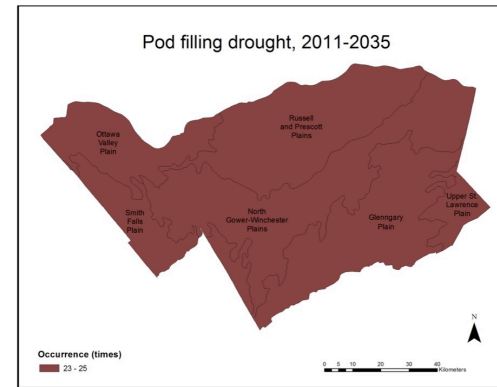 Pod filling drought, 2011-2035
Ottawa
Valley
Plain
Russell
and Prescott
Plains
Smith
Falls
Plain
North
Gower-Winchester
Plains
Glenngary
Plain
Upper St
Lawrence
Plain
N
Occurrence (times)
23 - 25
0 5 10 20 30 40
Kilometers